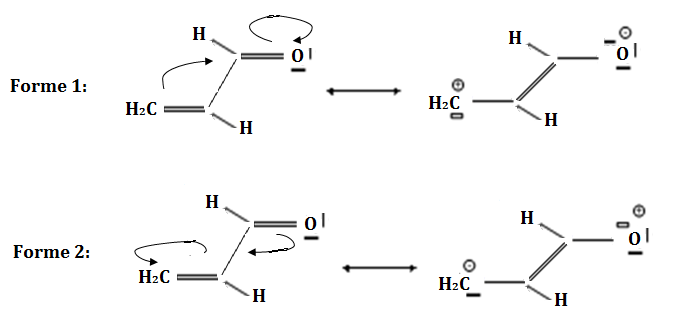 H H
Forme 1: O O
H₂C H₂C
H H
H H
Forme 2: O O
H₂C H₂C
H H